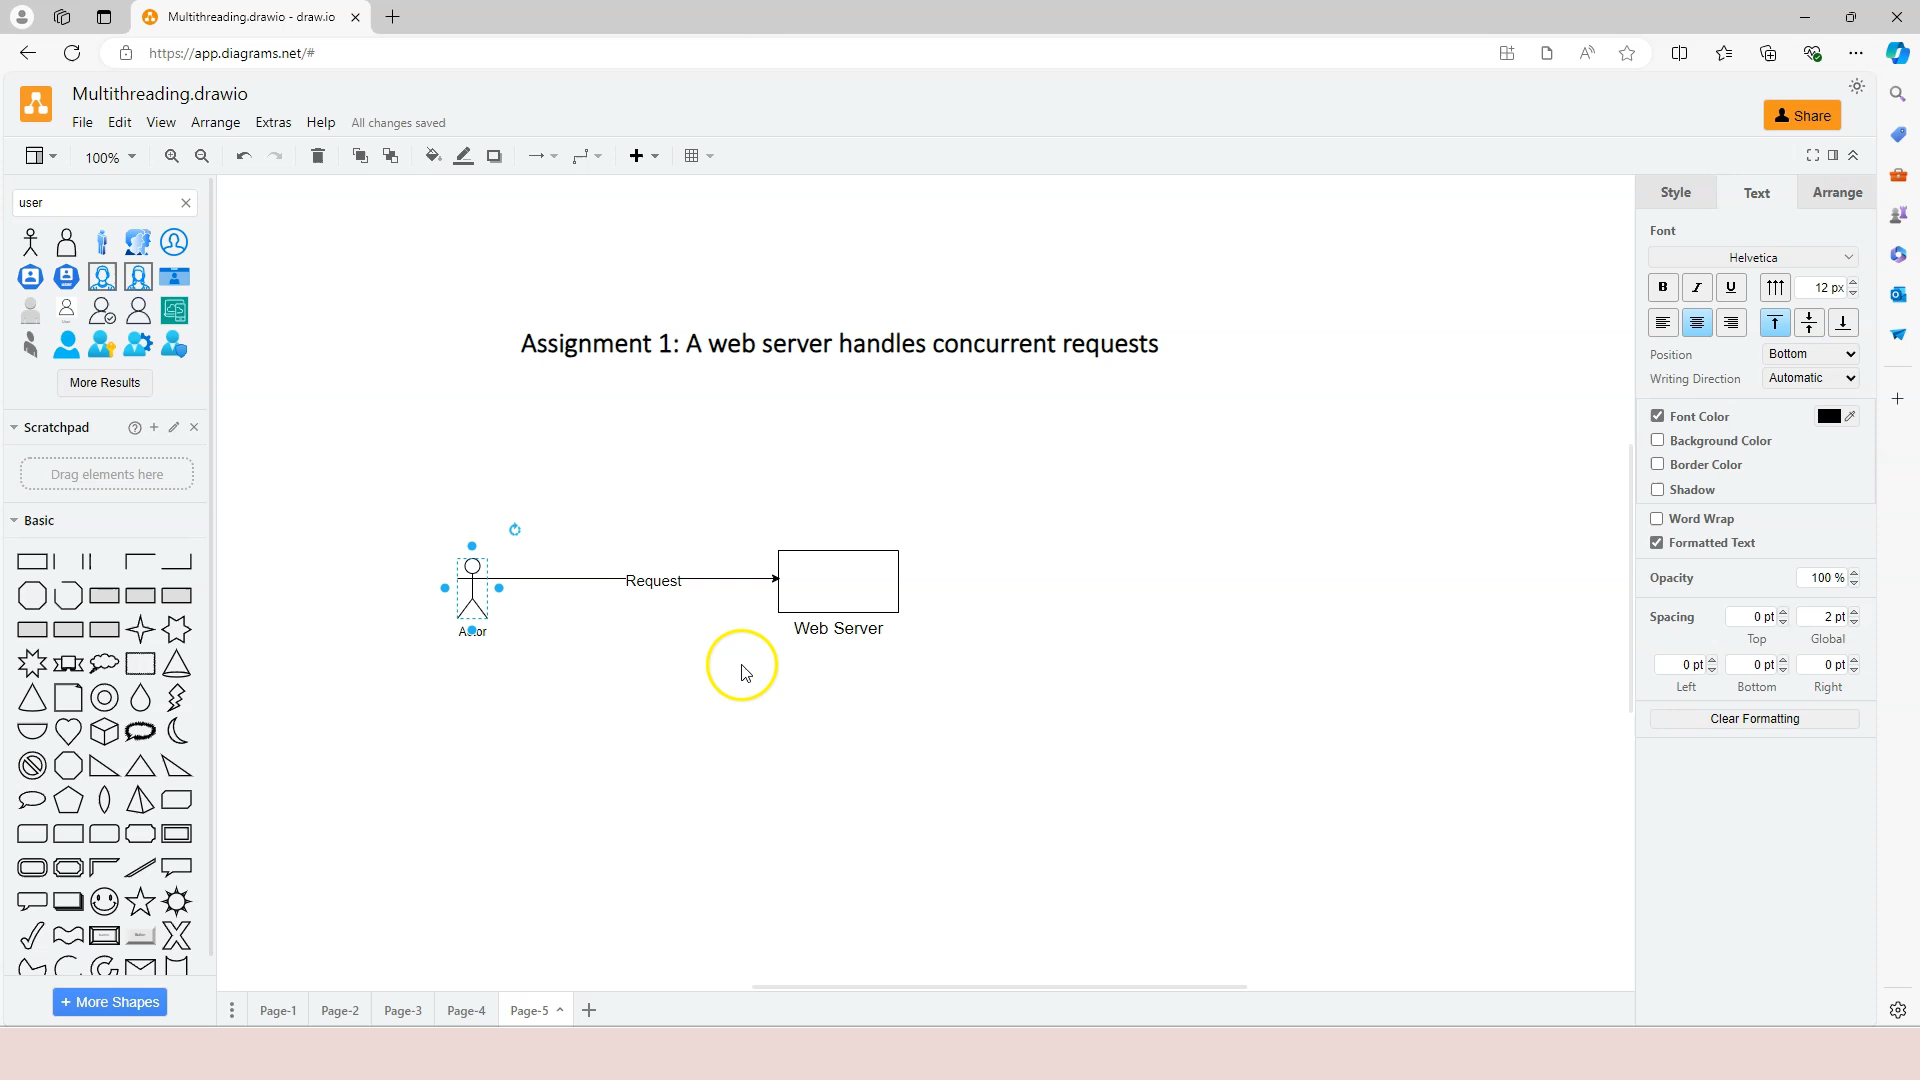 Multithreading.drawio - draw.io
https://app.diagrams.net/#
Multithreading.drawio
File Edit View Arrange Extras Help All changes saved
Share
100%
user
More Results
Scratchpad
Drag elements here
Basic
+ More Shapes
Assignment 1: A web server handles concurrent requests
Request
Actor
Web Server
Page-1 Page-2 Page-3 Page-4 Page-5
Style Text Arrange
Font
Helvetica
B I U 12 px
Position Bottom
Writing Direction Automatic
Font Color
Background Color
Border Color
Shadow
Word Wrap
Formatted Text
Opacity 100 %
Spacing 0 pt 2 pt
Top Global
0 pt 0 pt 0 pt
Left Bottom Right
Clear Formatting